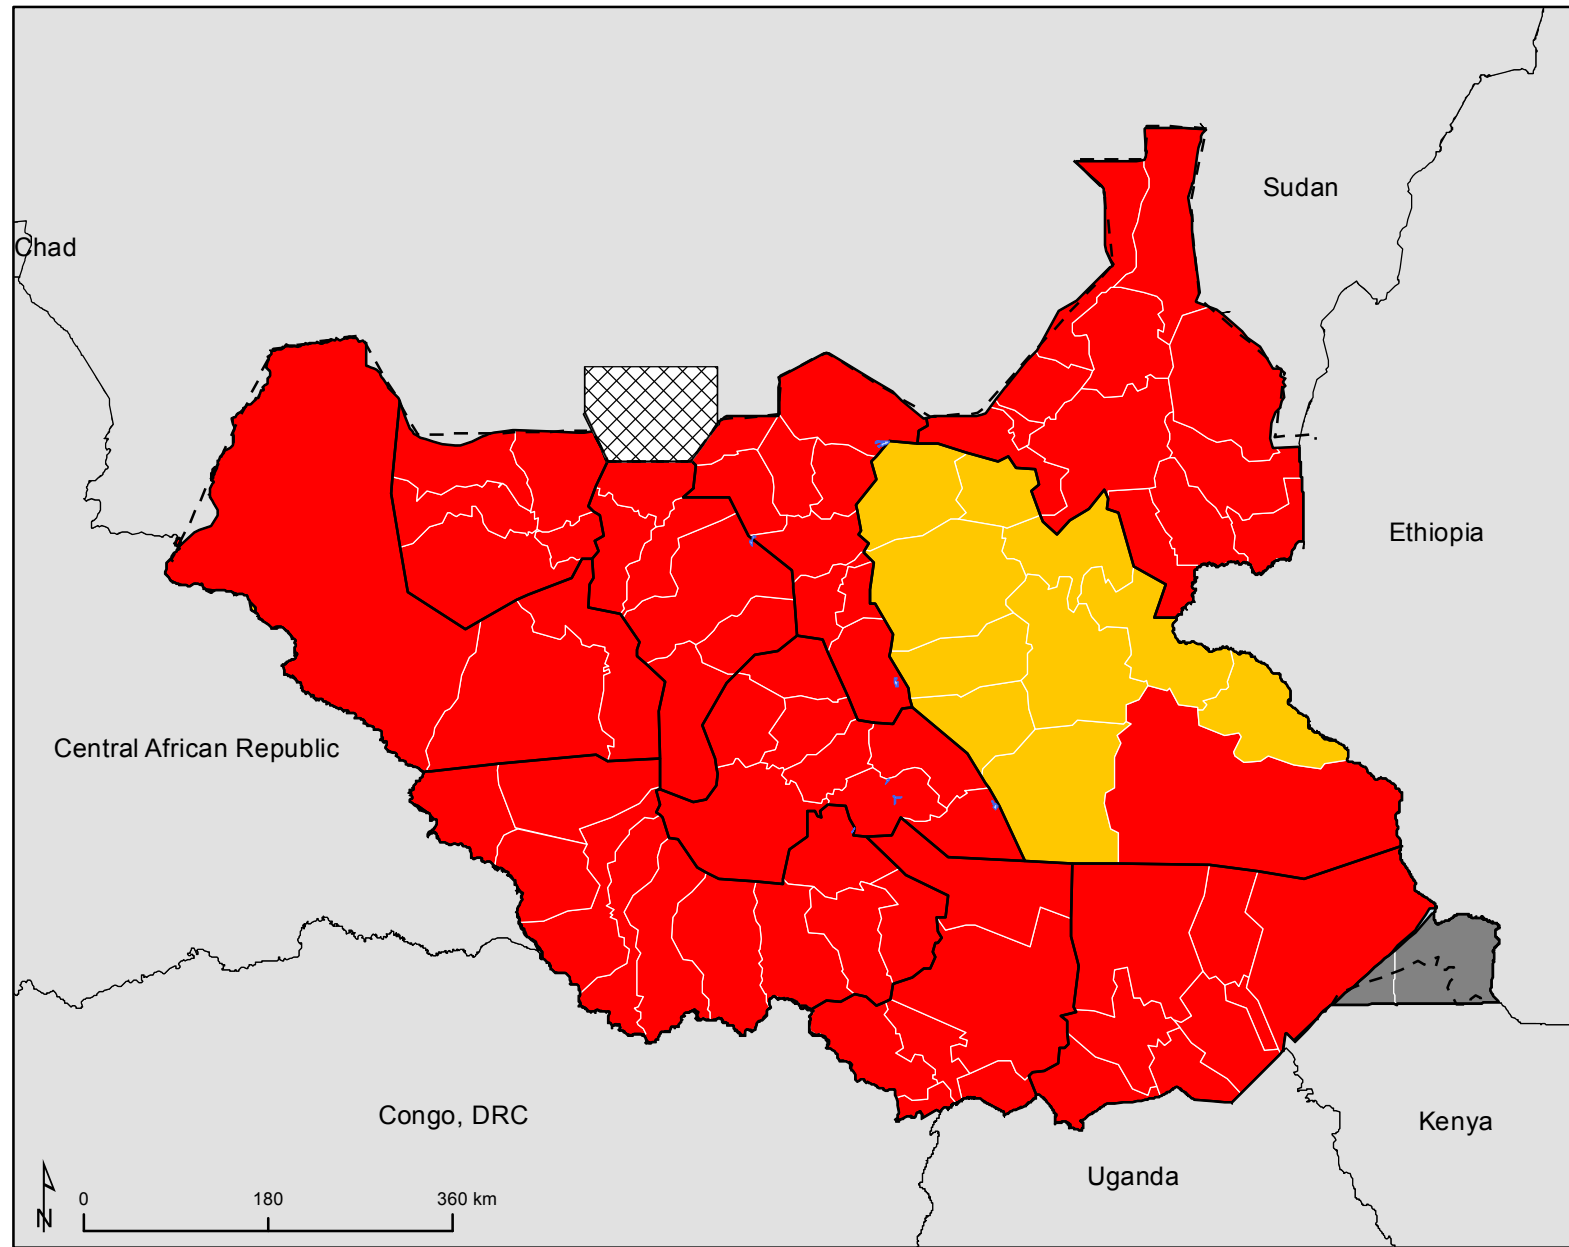 Sudan
Chad
Ethiopia
Central African Republic
Congo, DRC
Kenya
Uganda
N
0 180 360 km